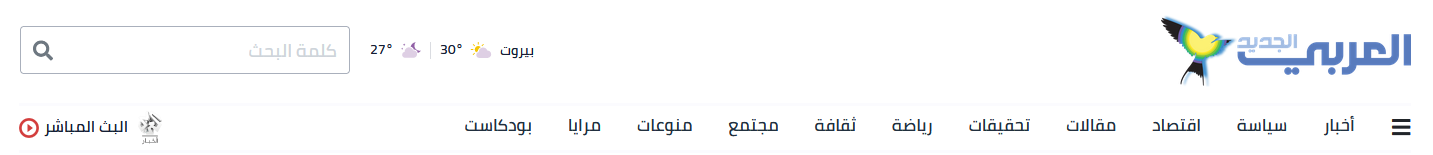 العربي الجديد
بيروت 30° 27°
كلمة البحث
أخبار سياسة اقتصاد مقالات تحقيقات رياضة ثقافة مجتمع منوعات مرايا بودكاست
أخبار
البث المباشر